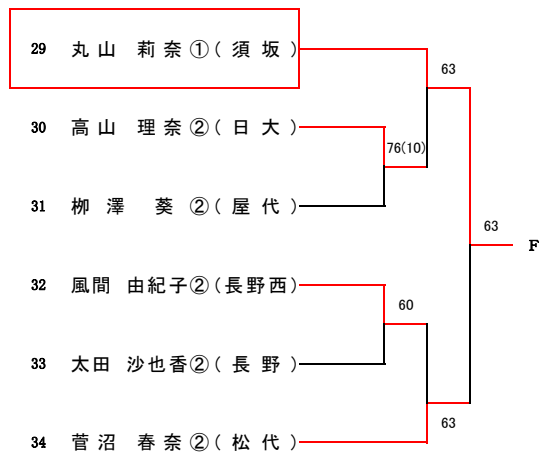 29 丸山 莉奈①(須坂)
63
30 高山 理奈②(日大)
76(10)
31 栁澤 葵②(屋代)
63
F
32 風間 由紀子②(長野西)
60
33 太田 沙也香②(長野)
63
34 菅沼 春奈②(松代)